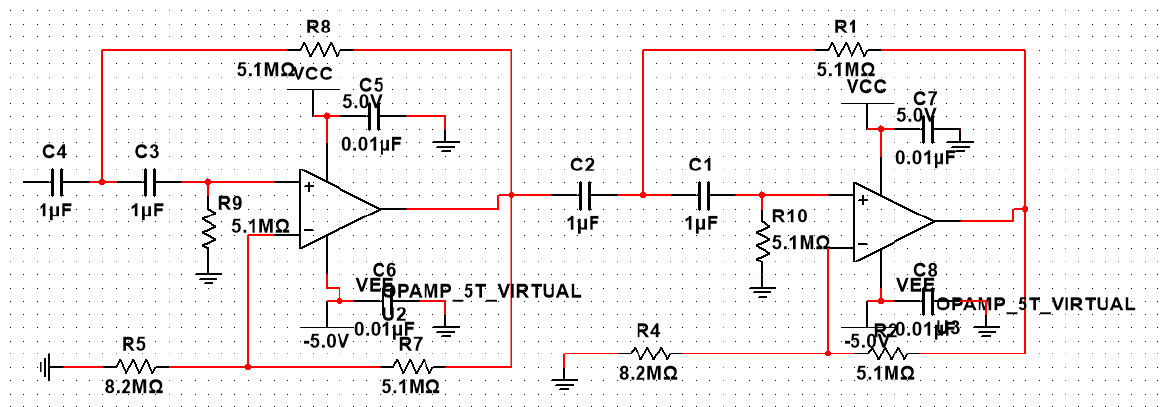 R8
5.1MΩ
VCC
5.0V
C5
0.01µF
C4
1µF
C3
1µF
R9
5.1MΩ
C6
VEE
OPAMP_5T_VIRTUAL
U2
0.01µF
-5.0V
R5
8.2MΩ
R7
5.1MΩ
R1
5.1MΩ
VCC
5.0V
C7
0.01µF
C2
1µF
C1
1µF
R10
5.1MΩ
C8
VEE
OPAMP_5T_VIRTUAL
0.01µF
-5.0V
R4
8.2MΩ
R2
5.1MΩ